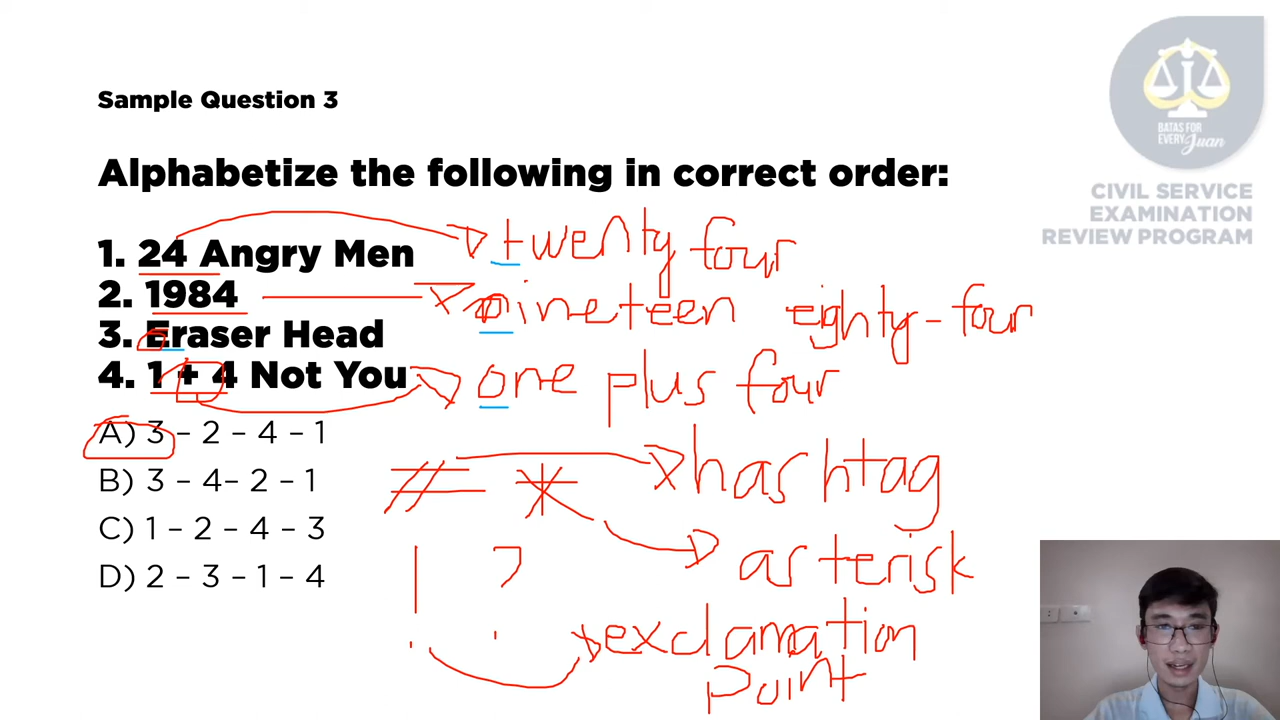 BATAS FOR
EVERY Juan
CIVIL SERVICE
EXAMINATION
REVIEW PROGRAM
Sample Question 3
Alphabetize the following in correct order:
1. 24 Angry Men
twenty four
2. 1984
nineteen eighty-four
3. Eraser Head
4. 1 + 4 Not You
one plus four
A) 3 – 2 – 4 – 1
B) 3 – 4– 2 – 1
C) 1 – 2 – 4 – 3
D) 2 – 3 – 1 – 4
# * hashtag
! ? asterisk
exclamation
point